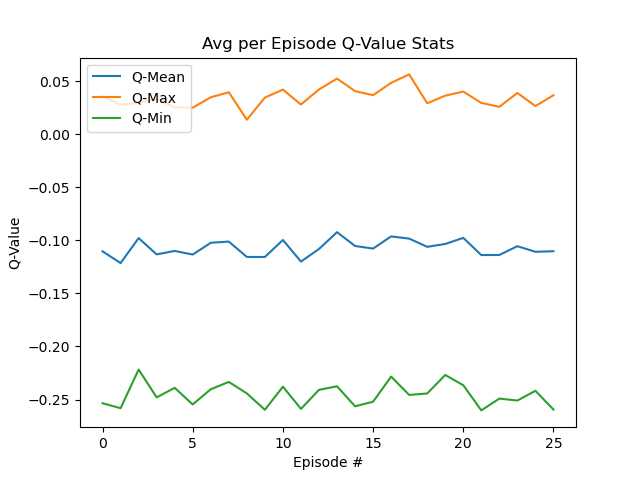 Avg per Episode Q-Value Stats
Q-Mean
Q-Max
Q-Min
Q-Value
0.05
0.00
−0.05
−0.10
−0.15
−0.20
−0.25
0 5 10 15 20 25
Episode #